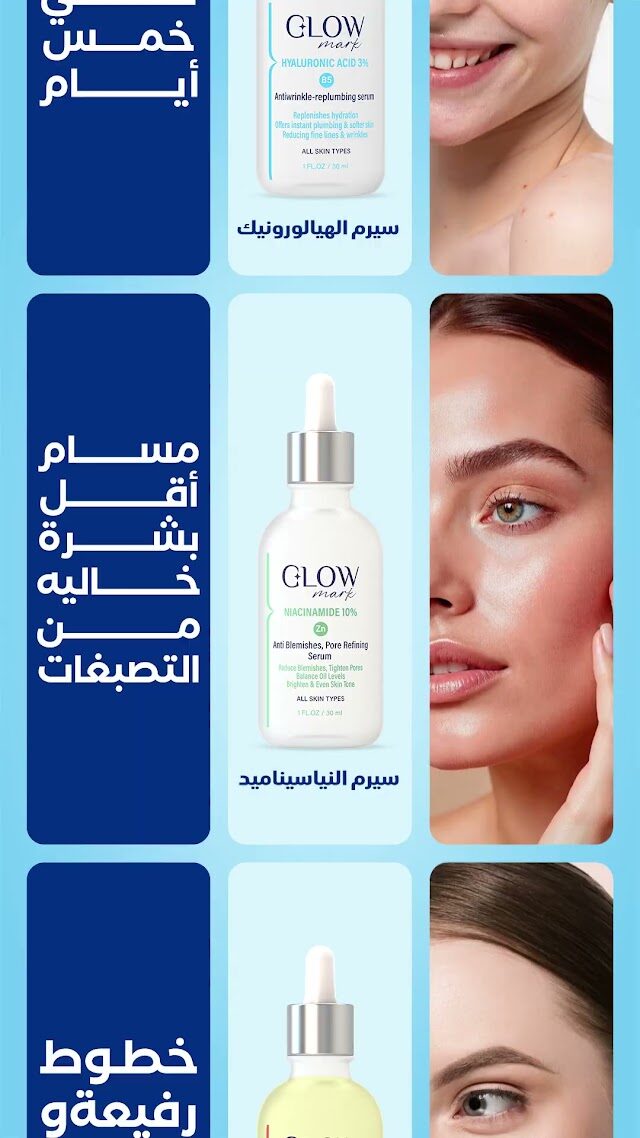 خمس
أيام
GLOW
mark
HYALURONIC ACID 3%
B5
Antiwrinkle-replumbing serum
Replenishes hydration
Offers instant plumbing & softer skin
Reducing fine lines & wrinkles
ALL SKIN TYPES
1 FL.OZ / 30 ml
سيرم الهيالورونيك
مسام
أقل
بشرة
خاليه
من
التصبغات
GLOW
mark
NIACINAMIDE 10%
Zn
Anti Blemishes, Pore Refining
Serum
Reduce Blemishes, Tighten Pores
Balance Oil Levels
Brighten & Even Skin Tone
ALL SKIN TYPES
1 FL.OZ / 30 ml
سيرم النياسيناميد
خطوط
رفيعةو